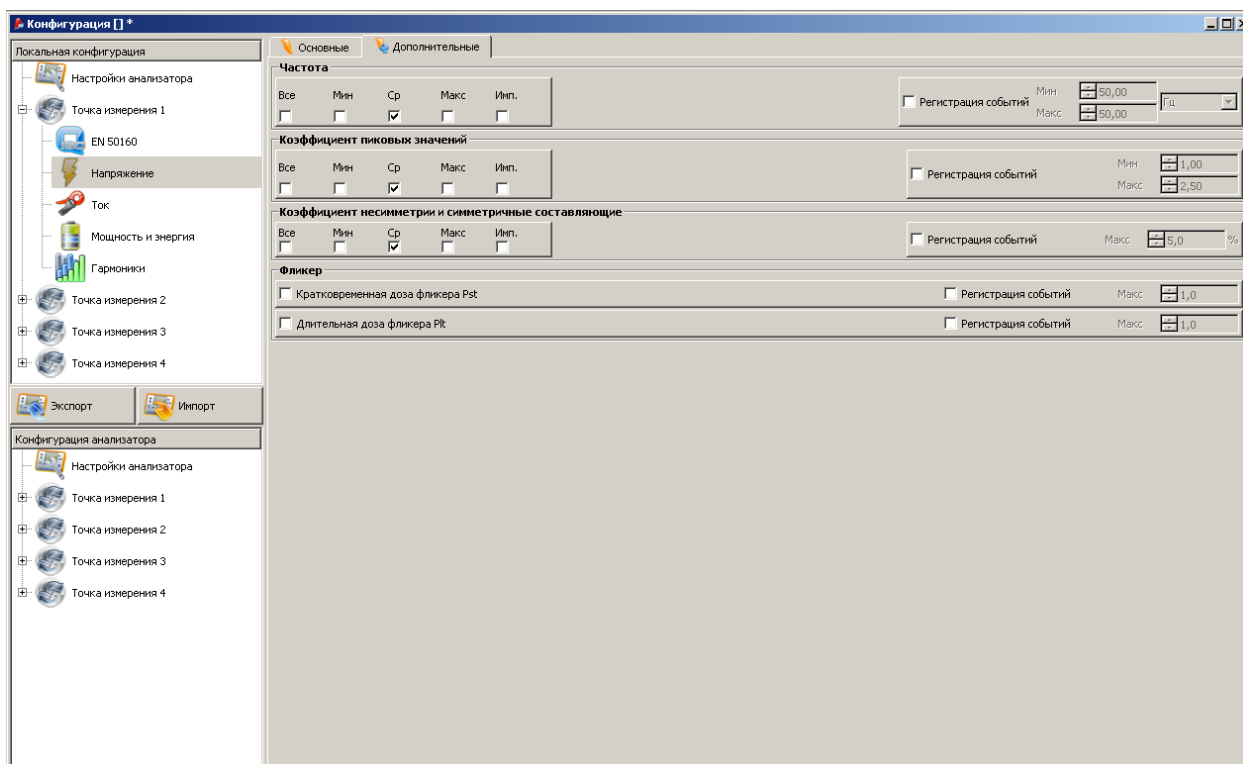 Конфигурация [] *
Локальная конфигурация
Настройки анализатора
Точка измерения 1
EN 50160
Напряжение
Ток
Мощность и энергия
Гармоники
Точка измерения 2
Точка измерения 3
Точка измерения 4
Экспорт Импорт
Конфигурация анализатора
Настройки анализатора
Точка измерения 1
Точка измерения 2
Точка измерения 3
Точка измерения 4
Основные Дополнительные
Частота
Все Мин Ср Макс Имп.
Регистрация событий
Мин 50,00
Макс 50,00
Гц
Коэффициент пиковых значений
Все Мин Ср Макс Имп.
Регистрация событий
Мин 1,00
Макс 2,50
Коэффициент несимметрии и симметричные составляющие
Все Мин Ср Макс Имп.
Регистрация событий Макс 5,0 %
Фликер
Кратковременная доза фликера Pst Регистрация событий Макс 1,0
Длительная доза фликера Plt Регистрация событий Макс 1,0